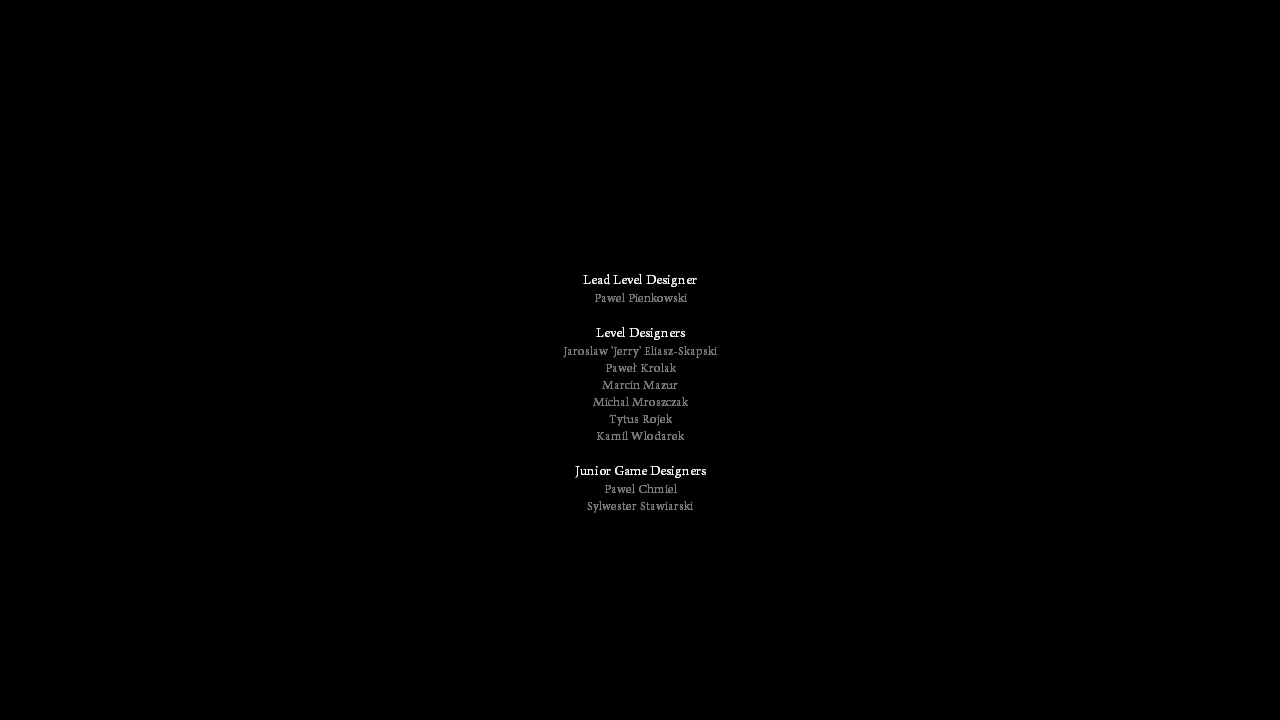 Lead Level Designer
Pawel Pienkowski
Level Designers
Jaroslaw 'Jerry' Eliasz-Skapski
Paweł Krolak
Marcin Mazur
Michal Mroszczak
Tytus Rojek
Kamil Wlodarek
Junior Game Designers
Pawel Chmiel
Sylwester Stawiarski